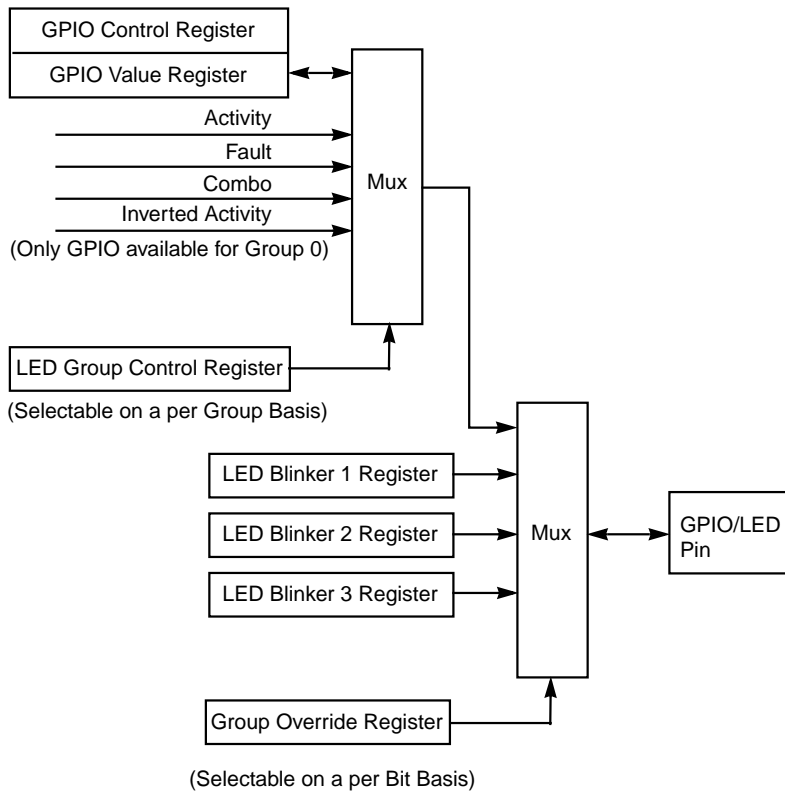 GPIO Control Register
GPIO Value Register
Activity
Fault
Combo
Inverted Activity
(Only GPIO available for Group 0)
Mux
LED Group Control Register
(Selectable on a per Group Basis)
LED Blinker 1 Register
LED Blinker 2 Register
LED Blinker 3 Register
Mux
GPIO/LED
Pin
Group Override Register
(Selectable on a per Bit Basis)